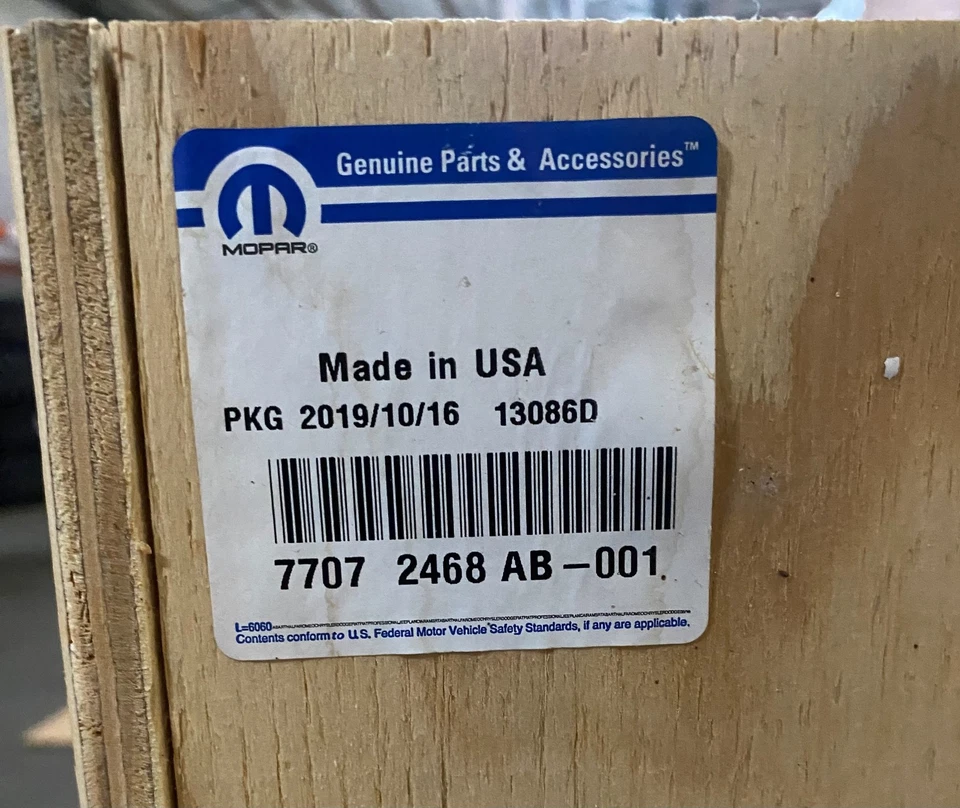 Genuine Parts & Accessories™
MOPAR®
Made in USA
PKG 2019/10/16 13086D
7707 2468 AB-001
L=6060
Contents conform to U.S. Federal Motor Vehicle Safety Standards, if any are applicable.